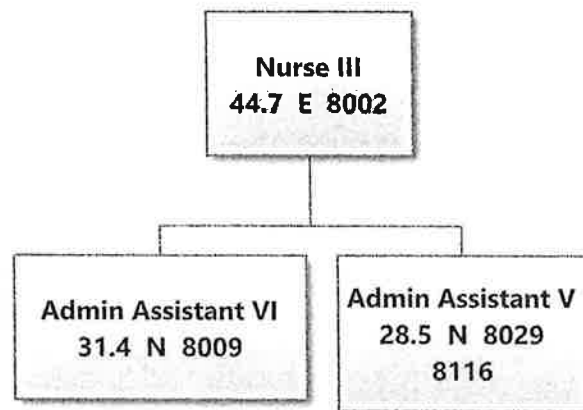 Nurse III
44.7 E 8002
Admin Assistant VI
31.4 N 8009
Admin Assistant V
28.5 N 8029
8116